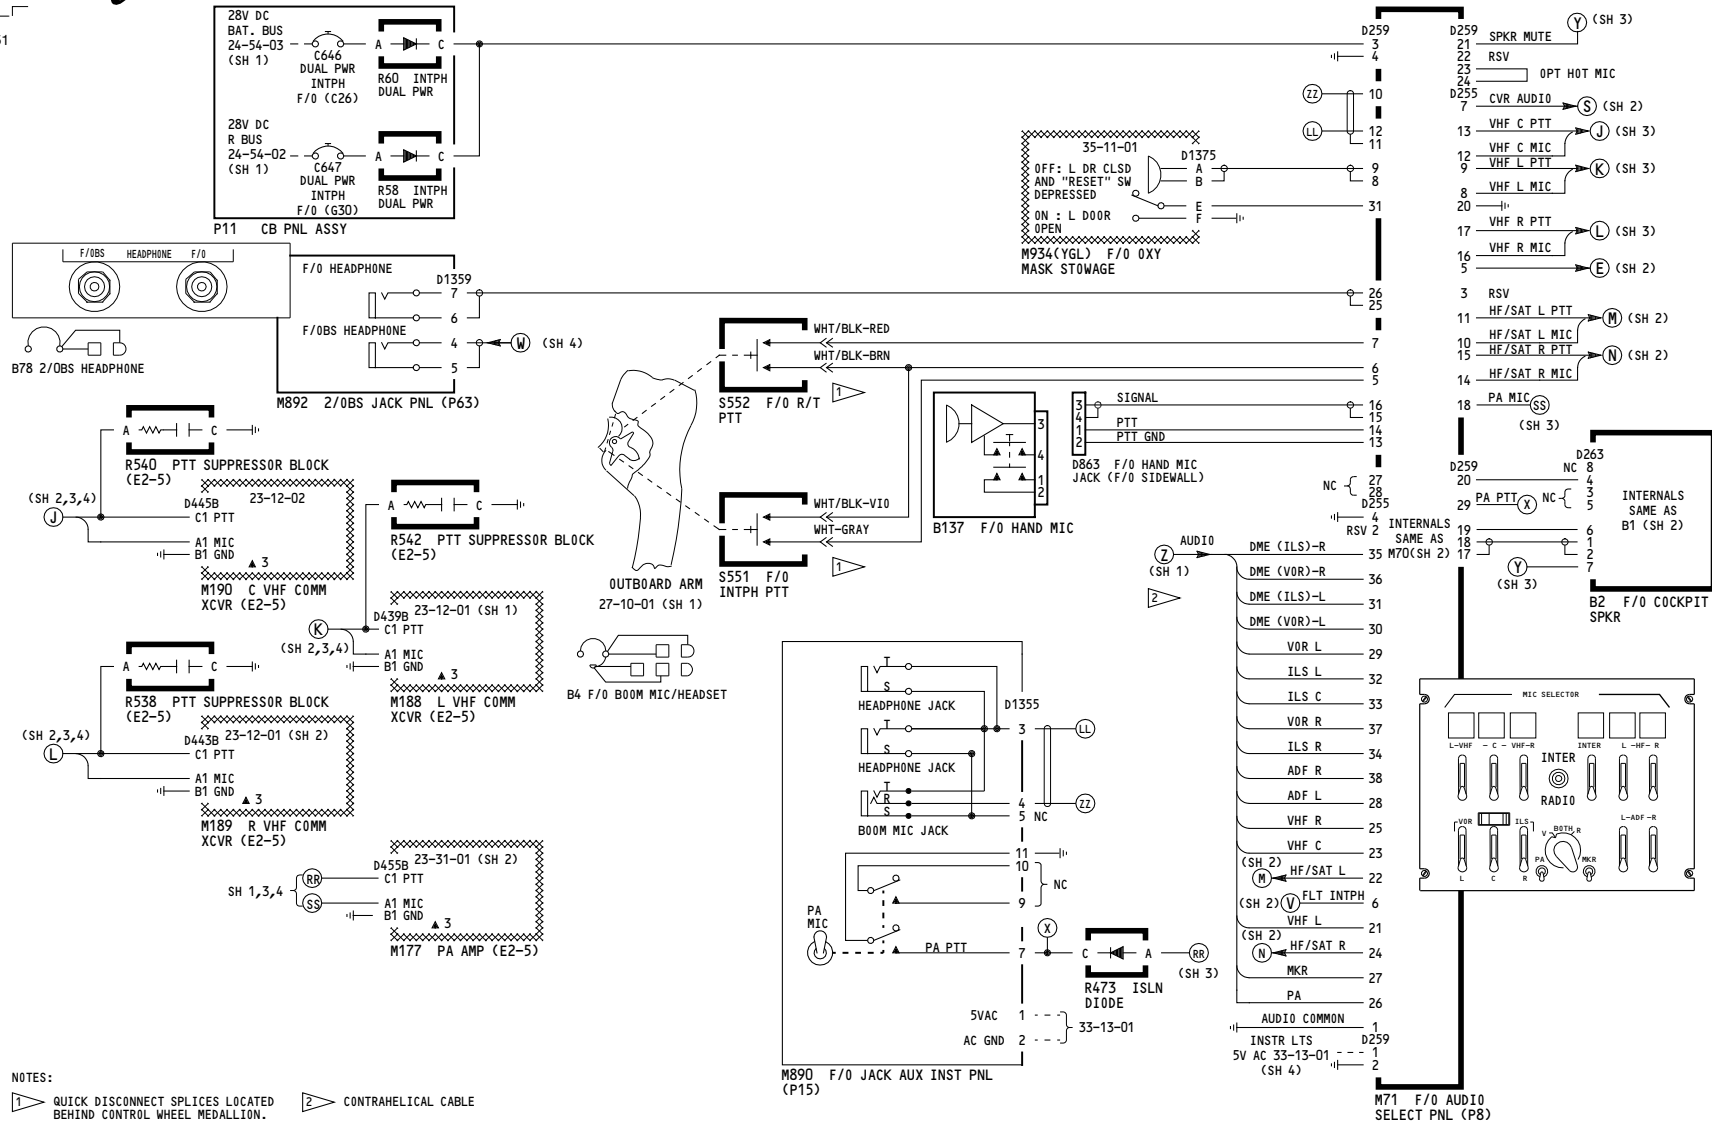 51
28V DC
BAT. BUS
24-54-03
(SH 1)
C646
DUAL PWR
INTPH
F/O (C26)
A C
R60 INTPH
DUAL PWR
28V DC
R BUS
24-54-02
(SH 1)
C647
DUAL PWR
INTPH
F/O (G30)
A C
R58 INTPH
DUAL PWR
P11 CB PNL ASSY
F/OBS HEADPHONE F/O
B78 2/OBS HEADPHONE
F/O HEADPHONE
D1359
7
6
F/OBS HEADPHONE
4
5
W (SH 4)
M892 2/OBS JACK PNL (P63)
A C
R540 PTT SUPPRESSOR BLOCK
(E2-5)
(SH 2,3,4)
J
D445B 23-12-02
C1 PTT
A1 MIC
B1 GND
3
M190 C VHF COMM
XCVR (E2-5)
A C
R542 PTT SUPPRESSOR BLOCK
(E2-5)
K
(SH 2,3,4)
D439B 23-12-01 (SH 1)
C1 PTT
A1 MIC
B1 GND
3
M188 L VHF COMM
XCVR (E2-5)
A C
R538 PTT SUPPRESSOR BLOCK
(E2-5)
(SH 2,3,4)
L
D443B 23-12-01 (SH 2)
C1 PTT
A1 MIC
B1 GND
3
M189 R VHF COMM
XCVR (E2-5)
SH 1,3,4
RR
SS
D455B 23-31-01 (SH 2)
C1 PTT
A1 MIC
B1 GND
3
M177 PA AMP (E2-5)
OUTBOARD ARM
27-10-01 (SH 1)
B4 F/O BOOM MIC/HEADSET
WHT/BLK-RED
WHT/BLK-BRN
1
S552 F/O R/T
PTT
WHT/BLK-VIO
WHT-GRAY
1
S551 F/O
INTPH PTT
3
4
1
2
B137 F/O HAND MIC
3
4
1
2
SIGNAL
PTT
PTT GND
D863 F/O HAND MIC
JACK (F/O SIDEWALL)
35-11-01
D1375
OFF: L DR CLSD
AND "RESET" SW
DEPRESSED
ON : L DOOR
OPEN
A
B
E
F
M934(YGL) F/O OXY
MASK STOWAGE
T
S
HEADPHONE JACK
T
S
HEADPHONE JACK
T
R
S
BOOM MIC JACK
D1355
3
LL
4
ZZ
5 NC
11
10
NC
9
PA
MIC
PA PTT
7
X
C A
RR
(SH 3)
R473 ISLN
DIODE
5VAC 1
AC GND 2
33-13-01
M890 F/O JACK AUX INST PNL
(P15)
D259
3
4
ZZ
10
LL
12
11
9
8
31
26
25
7
6
5
16
15
14
13
NC
27
28
D255
4
RSV 2
Z
AUDIO
(SH 1)
2
DME (ILS)-R 35
DME (VOR)-R 36
DME (ILS)-L 31
DME (VOR)-L 30
VOR L 29
ILS L 32
ILS C 33
VOR R 37
ILS R 34
ADF R 38
ADF L 28
VHF R 25
VHF C 23
(SH 2)
M HF/SAT L 22
(SH 2) V FLT INTPH 6
VHF L 21
(SH 2)
N HF/SAT R 24
MKR 27
PA 26
AUDIO COMMON 1
D259
INSTR LTS
5V AC 33-13-01 1
(SH 4) 2
INTERNALS
SAME AS
M70(SH 2)
M71 F/O AUDIO
SELECT PNL (P8)
D259
21 SPKR MUTE
Y (SH 3)
22 RSV
23
24
OPT HOT MIC
D255
7 CVR AUDIO S (SH 2)
13 VHF C PTT J (SH 3)
12 VHF C MIC
9 VHF L PTT K (SH 3)
8 VHF L MIC
20
17 VHF R PTT L (SH 3)
16 VHF R MIC
5 E (SH 2)
3 RSV
11 HF/SAT L PTT M (SH 2)
10 HF/SAT L MIC
15 HF/SAT R PTT N (SH 2)
14 HF/SAT R MIC
18 PA MIC SS
(SH 3)
D259
20
29 PA PTT X
19
18
17
Y
(SH 3)
D263
NC 8
4
NC
3
5
6
1
2
7
INTERNALS
SAME AS
B1 (SH 2)
B2 F/O COCKPIT
SPKR
MIC SELECTOR
L-VHF - C - VHF-R INTER L -HF- R
INTER
RADIO
VOR ILS
L C R
V BOTH R
PA MKR
L-ADF-R
NOTES:
1 QUICK DISCONNECT SPLICES LOCATED
BEHIND CONTROL WHEEL MEDALLION.
2 CONTRAHELICAL CABLE